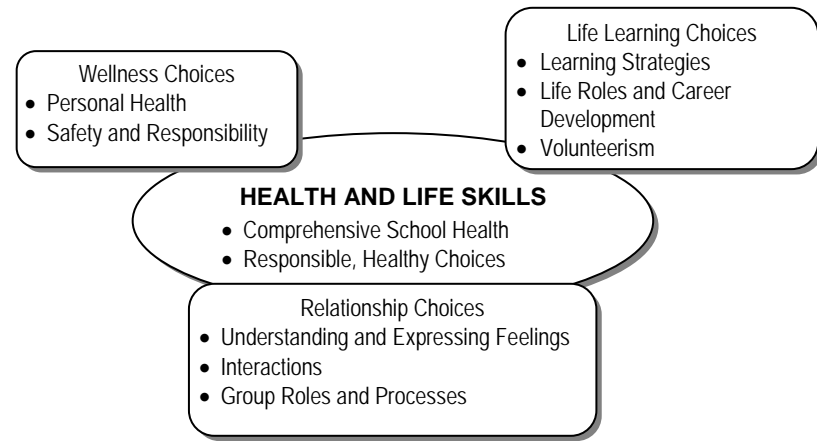 Wellness Choices
• Personal Health
• Safety and Responsibility
Life Learning Choices
• Learning Strategies
• Life Roles and Career
Development
• Volunteerism
HEALTH AND LIFE SKILLS
• Comprehensive School Health
• Responsible, Healthy Choices
Relationship Choices
• Understanding and Expressing Feelings
• Interactions
• Group Roles and Processes